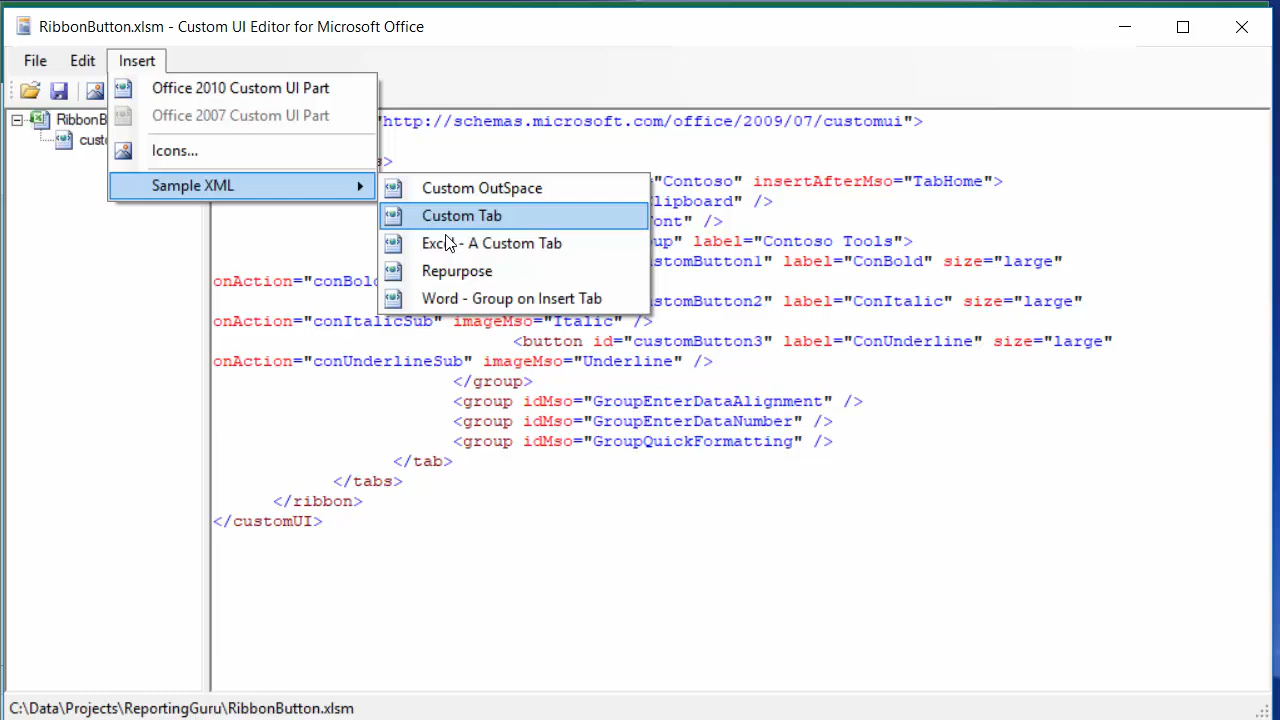 RibbonButton.xlsm - Custom UI Editor for Microsoft Office
File Edit Insert
Office 2010 Custom UI Part
Office 2007 Custom UI Part
Icons...
Sample XML
Custom OutSpace
Custom Tab
Excel - A Custom Tab
Repurpose
Word - Group on Insert Tab
RibbonB
custo
"http://schemas.microsoft.com/office/2009/07/customui">
s>
"Contoso" insertAfterMso="TabHome">
lipboard" />
ont" />
up" label="Contoso Tools">
ustomButton1" label="ConBold" size="large"
onAction="conBol
ustomButton2" label="ConItalic" size="large"
onAction="conItalicSub" imageMso="Italic" />
<button id="customButton3" label="ConUnderline" size="large"
onAction="conUnderlineSub" imageMso="Underline" />
</group>
<group idMso="GroupEnterDataAlignment" />
<group idMso="GroupEnterDataNumber" />
<group idMso="GroupQuickFormatting" />
</tab>
</tabs>
</ribbon>
</customUI>
C:\Data\Projects\ReportingGuru\RibbonButton.xlsm